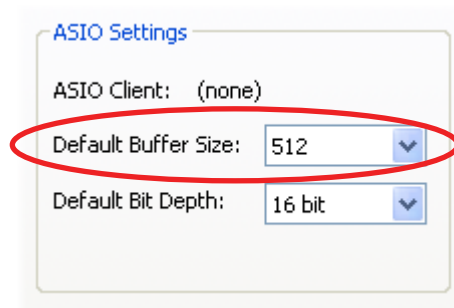 ASIO Settings
ASIO Client: (none)
Default Buffer Size: 512
Default Bit Depth: 16 bit